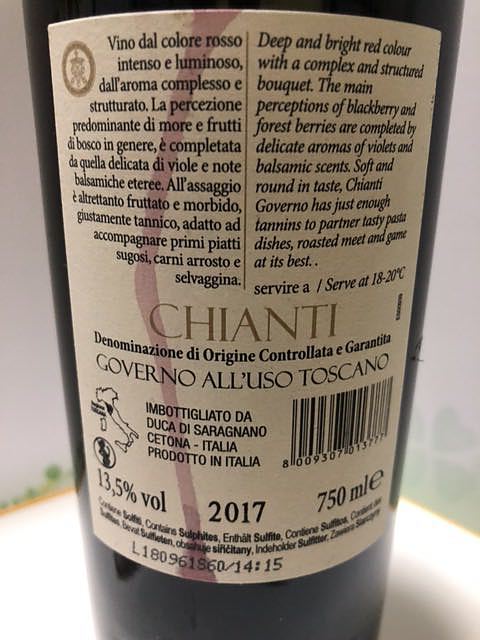 Vino dal colore rosso
intenso e luminoso,
dall'aroma complesso e
strutturato. La percezione
predominante di more e frutti
di bosco in genere, è completata
da quella delicata di viole e note
balsamiche eteree. All'assaggio
è altrettanto fruttato e morbido,
giustamente tannico, adatto ad
accompagnare primi piatti
sugosi, carni arrosto e
selvaggina.
Deep and bright red colour
with a complex and structured
bouquet. The main
perceptions of blackberry and
forest berries are completed by
delicate aromas of violets and
balsamic scents. Soft and
round in taste, Chianti
Governo has just enough
tannins to partner tasty pasta
dishes, roasted meet and game
at its best. .
servire a / Serve at 18-20°C
CHIANTI
Denominazione di Origine Controllata e Garantita
GOVERNO ALL'USO TOSCANO
IMBOTTIGLIATO DA
DUCA DI SARAGNANO
CETONA - ITALIA
PRODOTTO IN ITALIA
8 009307 013777
13,5% vol
2017
750 ml e
Contiene Solfiti, Contains Sulphites, Enthält Sulfite, Contiene Sulfitos, Contient des
Sulfites, Bevat Sulfieten, obsahuje siřičitany, Indeholder Sulfitter, Zawiera Siarczyny
L180961860/14:15